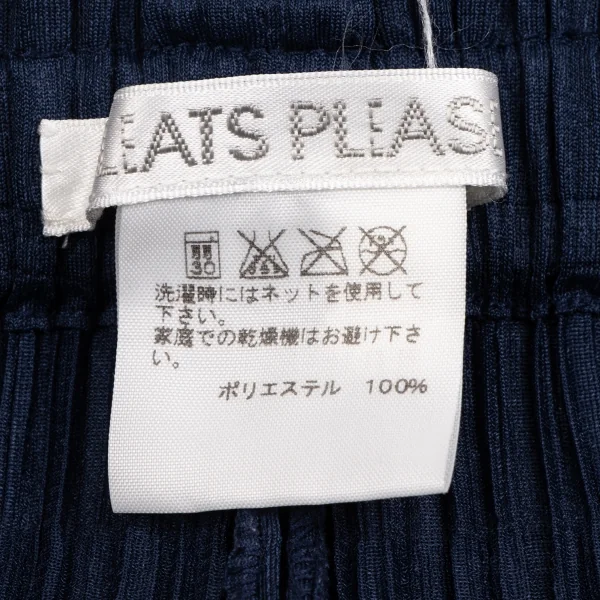 LEATS PLEASE
30
洗濯時にはネットを使用して
下さい。
家庭での乾燥機はお避け下さ
い。
ポリエステル 100%